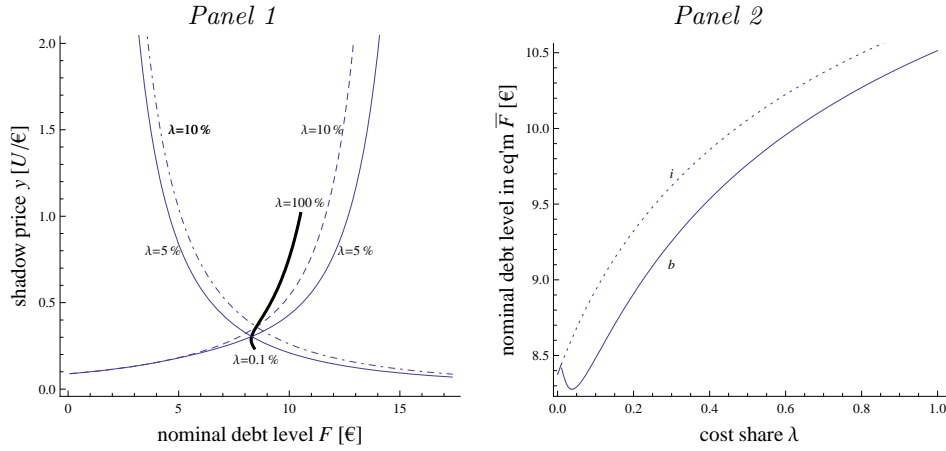 Panel 1
2.0
1.5
1.0
0.5
0.0
0
5
10
15
shadow price y [U/€]
nominal debt level F [€]
λ=10%
λ=10%
λ=100%
λ=5%
λ=5%
λ=0.1%
Panel 2
10.5
10.0
9.5
9.0
8.5
0.0
0.2
0.4
0.6
0.8
1.0
nominal debt level in eq'm F̅ [€]
cost share λ
i
b